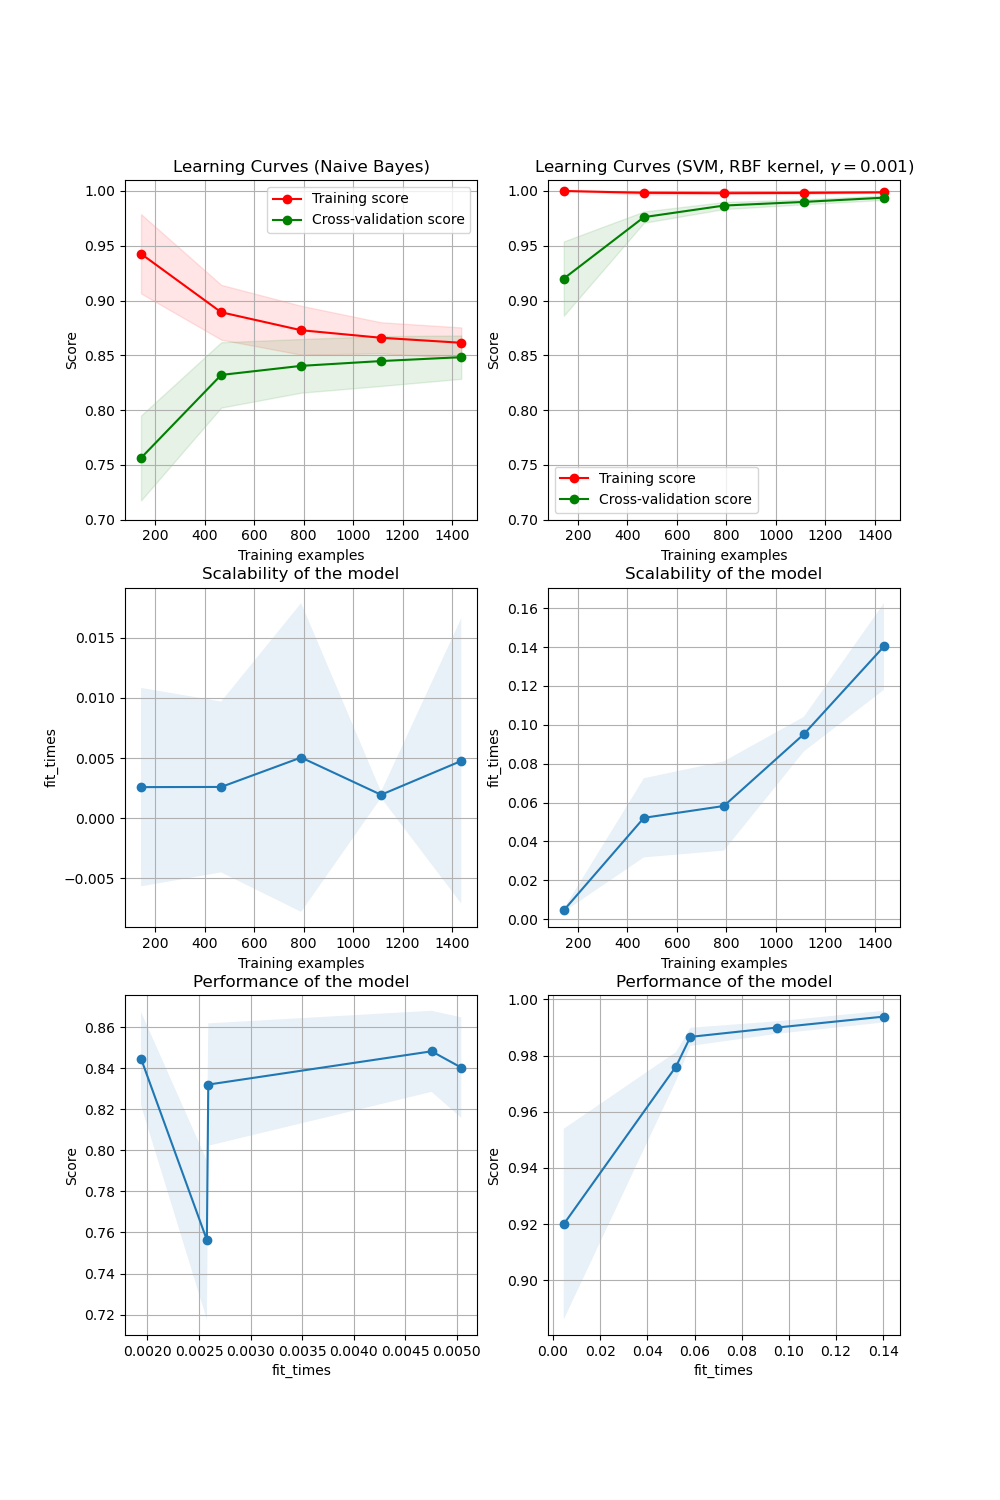 Learning Curves (Naive Bayes)
1.00
0.95
0.90
0.85
0.80
0.75
0.70
Score
Training score
Cross-validation score
200 400 600 800 1000 1200 1400
Training examples
Learning Curves (SVM, RBF kernel, γ = 0.001)
1.00
0.95
0.90
0.85
0.80
0.75
0.70
Score
Training score
Cross-validation score
200 400 600 800 1000 1200 1400
Training examples
Scalability of the model
0.015
0.010
0.005
0.000
−0.005
fit_times
200 400 600 800 1000 1200 1400
Training examples
Scalability of the model
0.16
0.14
0.12
0.10
0.08
0.06
0.04
0.02
0.00
fit_times
200 400 600 800 1000 1200 1400
Training examples
Performance of the model
0.86
0.84
0.82
0.80
0.78
0.76
0.74
0.72
Score
0.0020 0.0025 0.0030 0.0035 0.0040 0.0045 0.0050
fit_times
Performance of the model
1.00
0.98
0.96
0.94
0.92
0.90
Score
0.00 0.02 0.04 0.06 0.08 0.10 0.12 0.14
fit_times